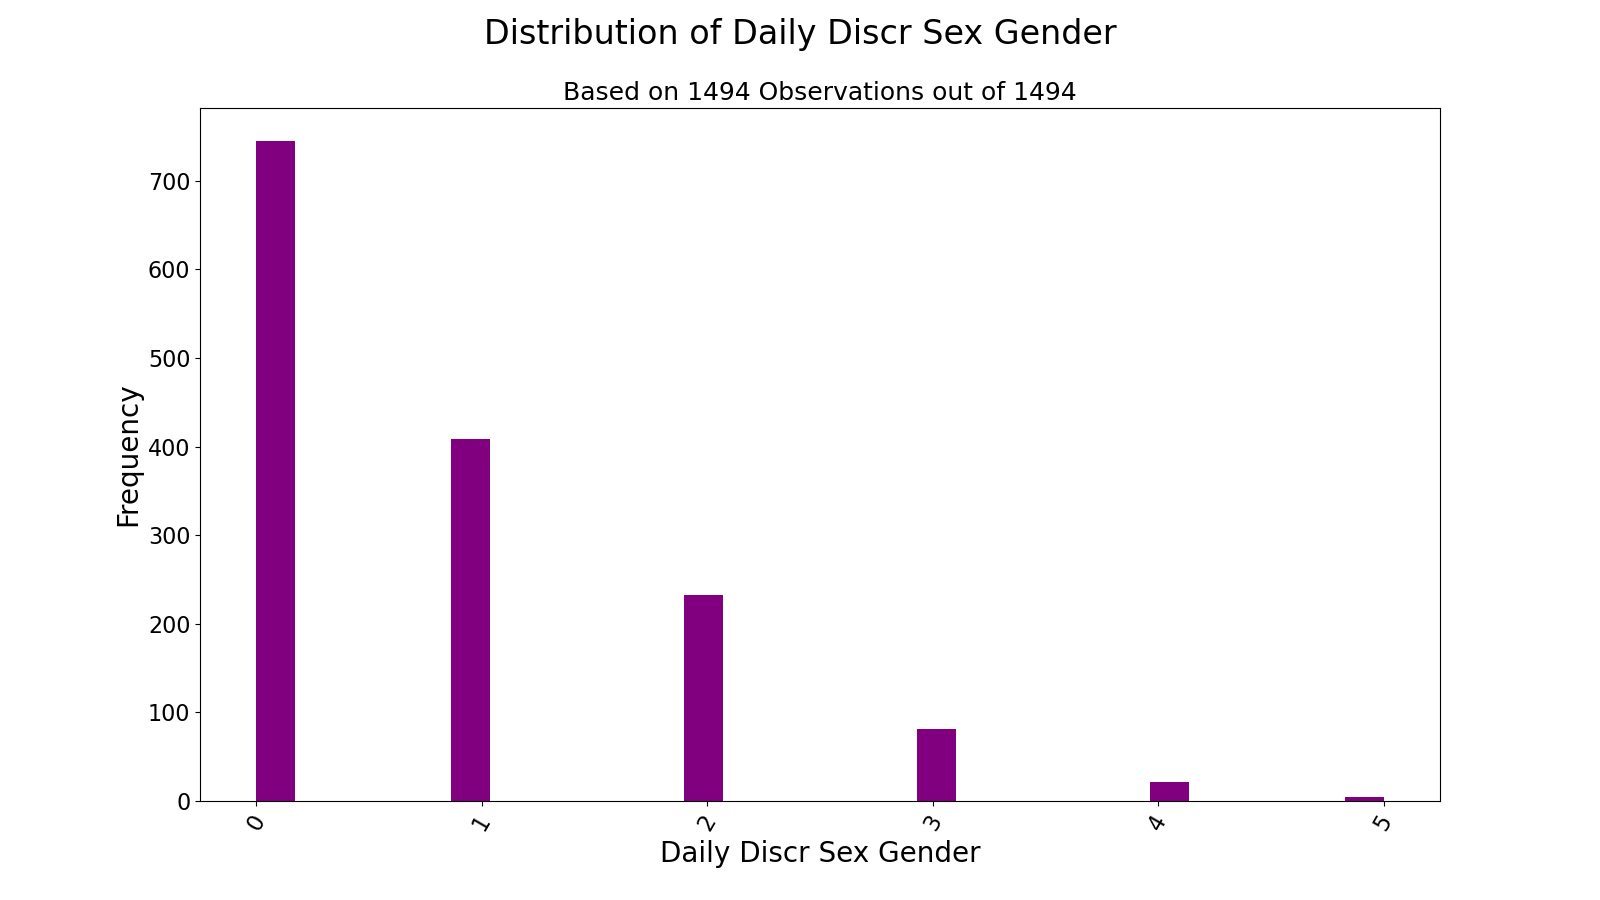 Distribution of Daily Discr Sex Gender
Based on 1494 Observations out of 1494
700
600
500
400
300
200
100
0
Frequency
0 1 2 3 4 5
Daily Discr Sex Gender